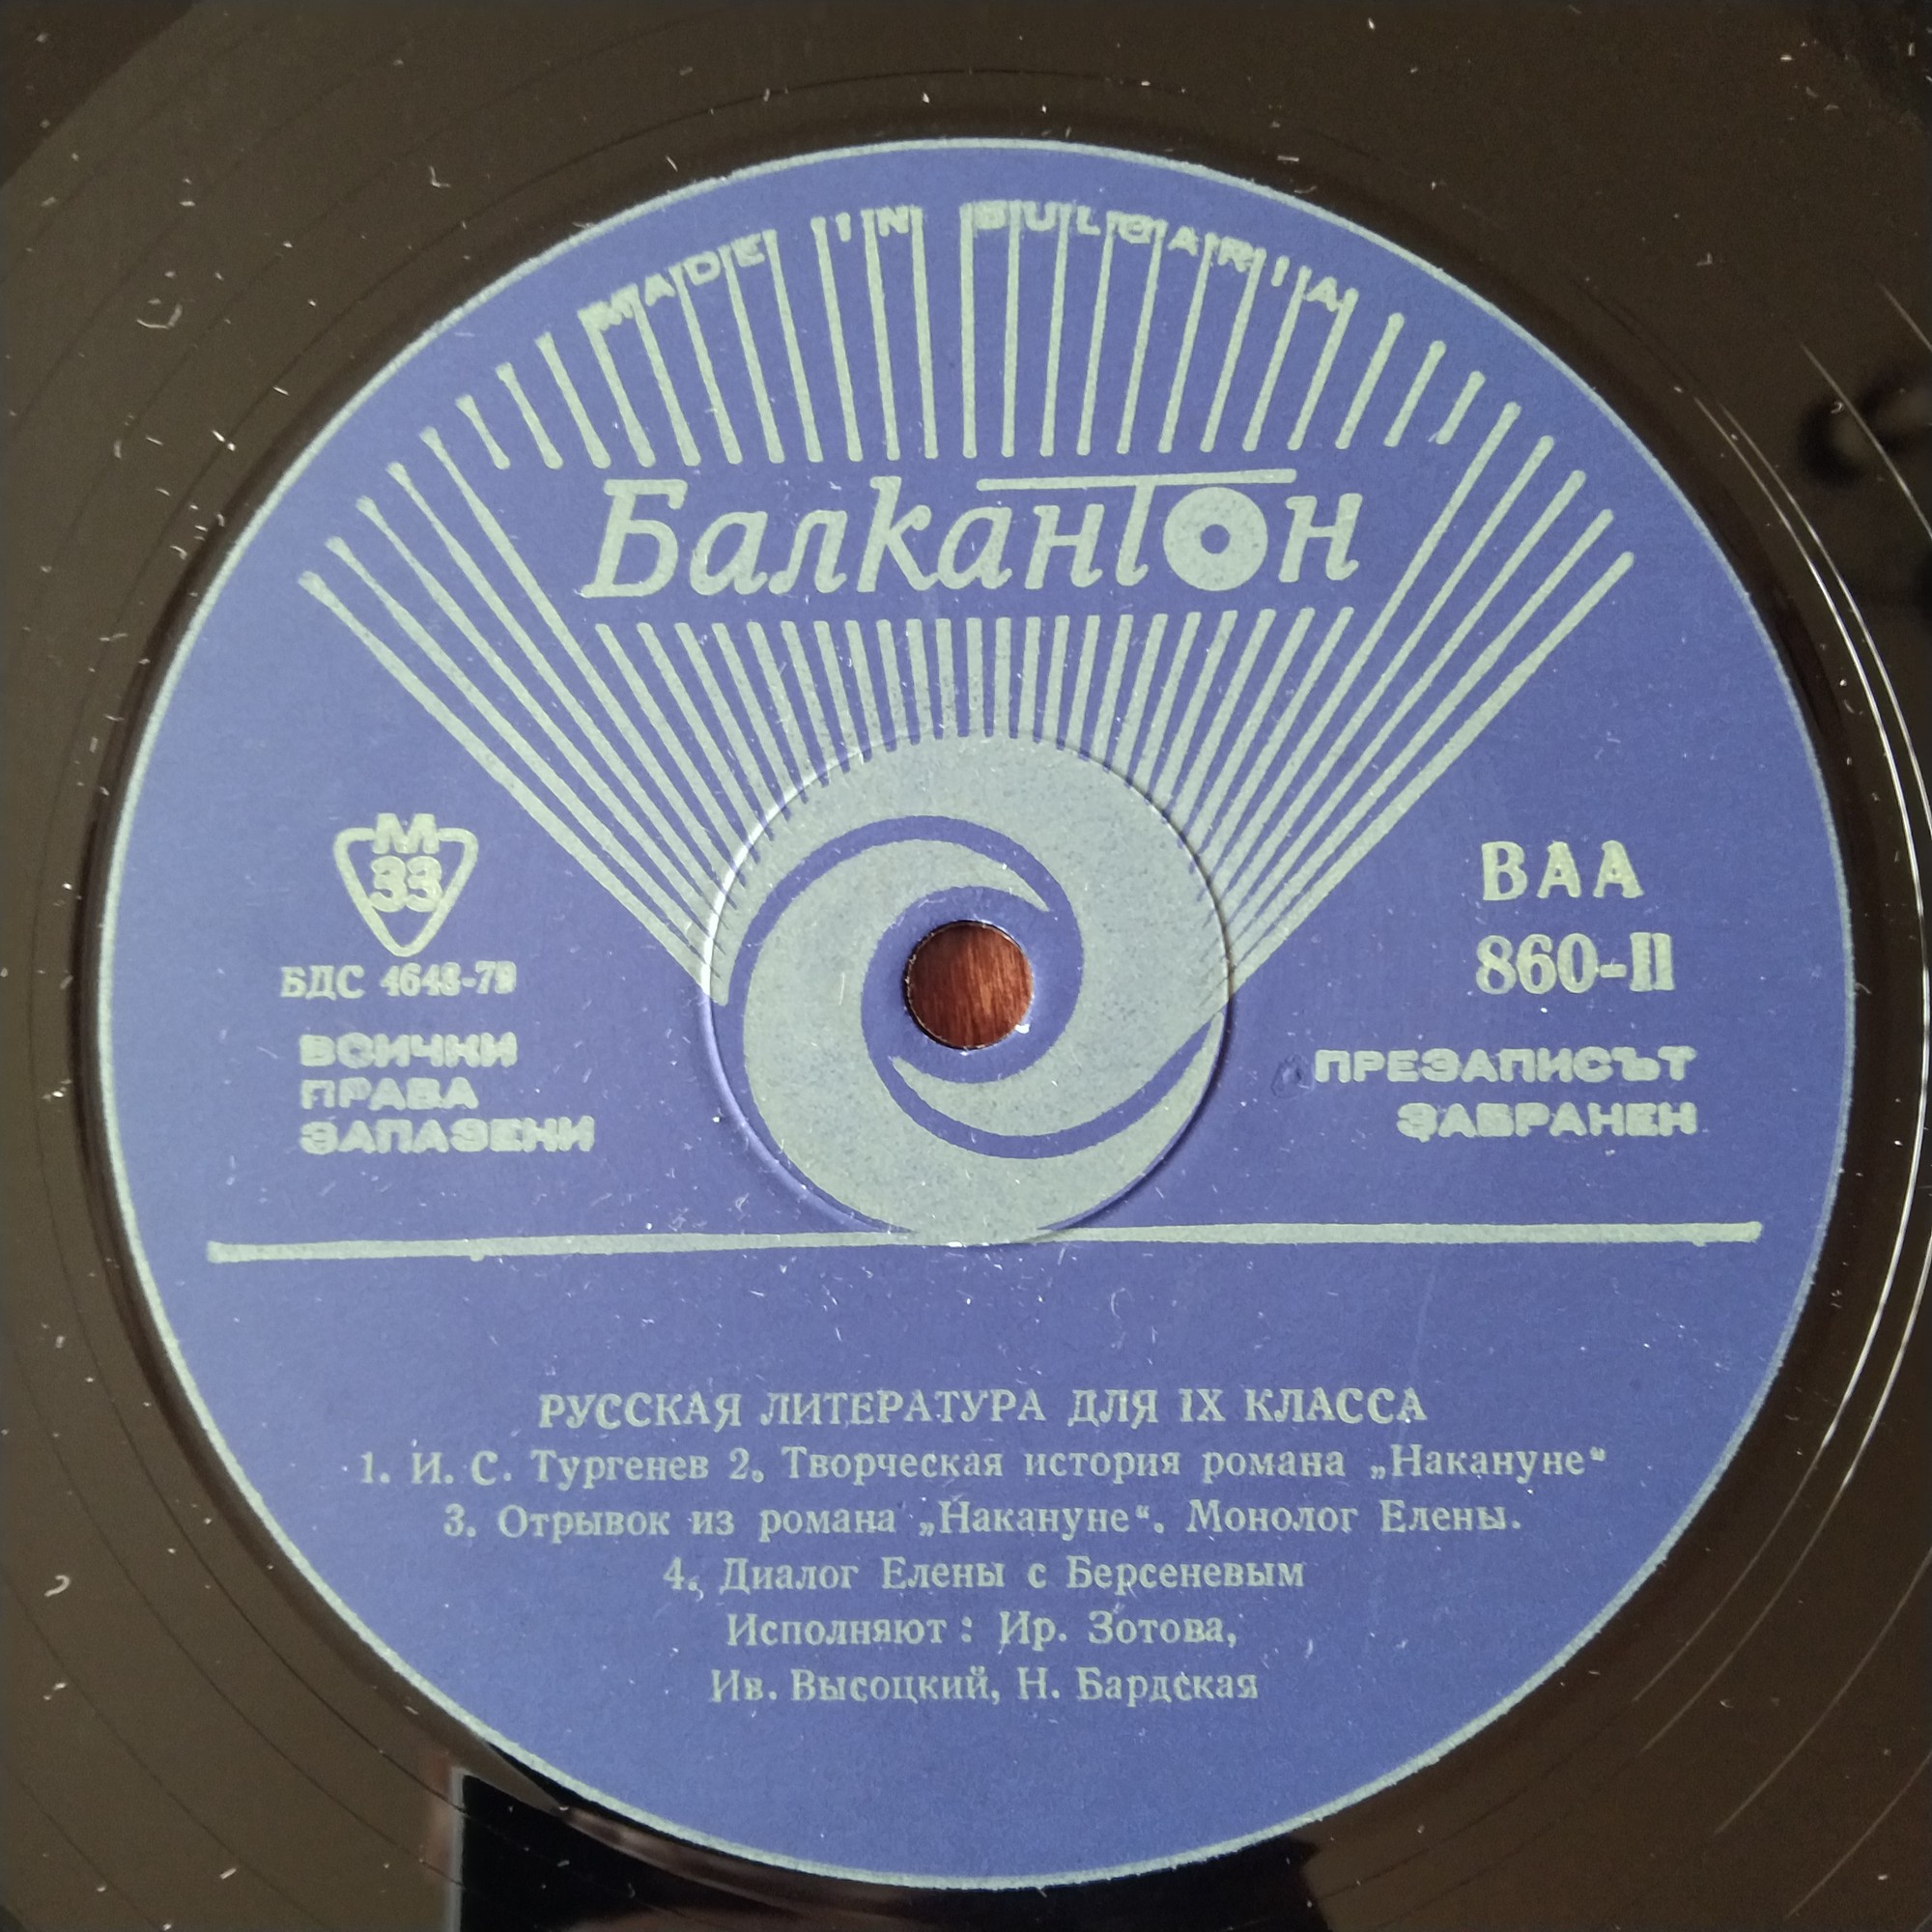 MADE IN BULGARIA
Балкантон
М
33
БДС
ВСИЧКИ
ПРАВА
ЗАПАЗЕНИ
ВАА
860-II
ПРЕЗАПИСЪТ
ЗАБРАНЕН
РУССКАЯ ЛИТЕРАТУРА ДЛЯ IX КЛАССА
1. И. С. Тургенев 2. Творческая история романа „Накануне“
3. Отрывок из романа „Накануне“. Монолог Елены.
4. Диалог Елены с Берсеневым
Исполняют : Ир. Зотова,
Ив. Высоцкий, Н. Бардская